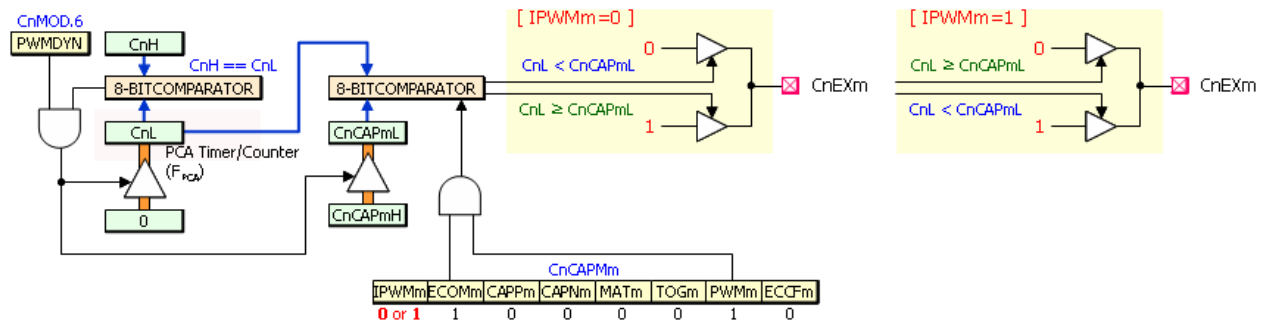 CnMOD.6
PWMDYN
CnH
CnH == CnL
8-BITCOMPARATOR
CnL
PCA Timer/Counter
(FPCA)
0
8-BITCOMPARATOR
CnCAPmL
CnCAPmH
[ IPWMm=0 ]
0
CnL < CnCAPmL
CnL ≥ CnCAPmL
1
CnEXm
[ IPWMm=1 ]
0
CnL ≥ CnCAPmL
CnL < CnCAPmL
1
CnEXm
CnCAPMm
IPWMm ECOMm CAPPm CAPNm MATm TOGm PWMm ECCFm
0 or 1 1 0 0 0 0 1 0